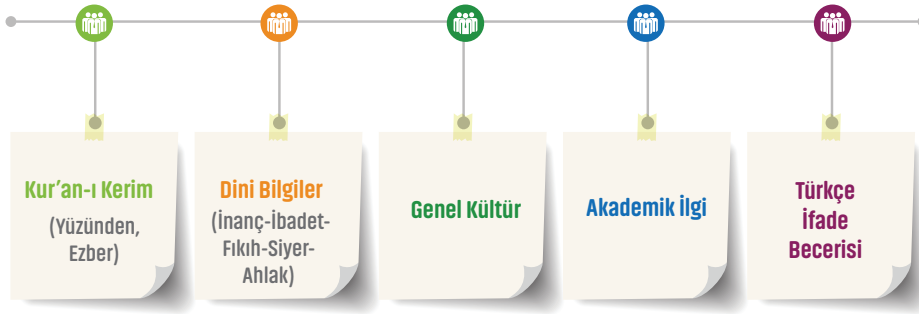 Kur’an-ı Kerim
(Yüzünden,
Ezber)
Dini Bilgiler
(İnanç-İbadet-
Fıkıh-Siyer-
Ahlak)
Genel Kültür
Akademik İlgi
Türkçe
İfade
Becerisi